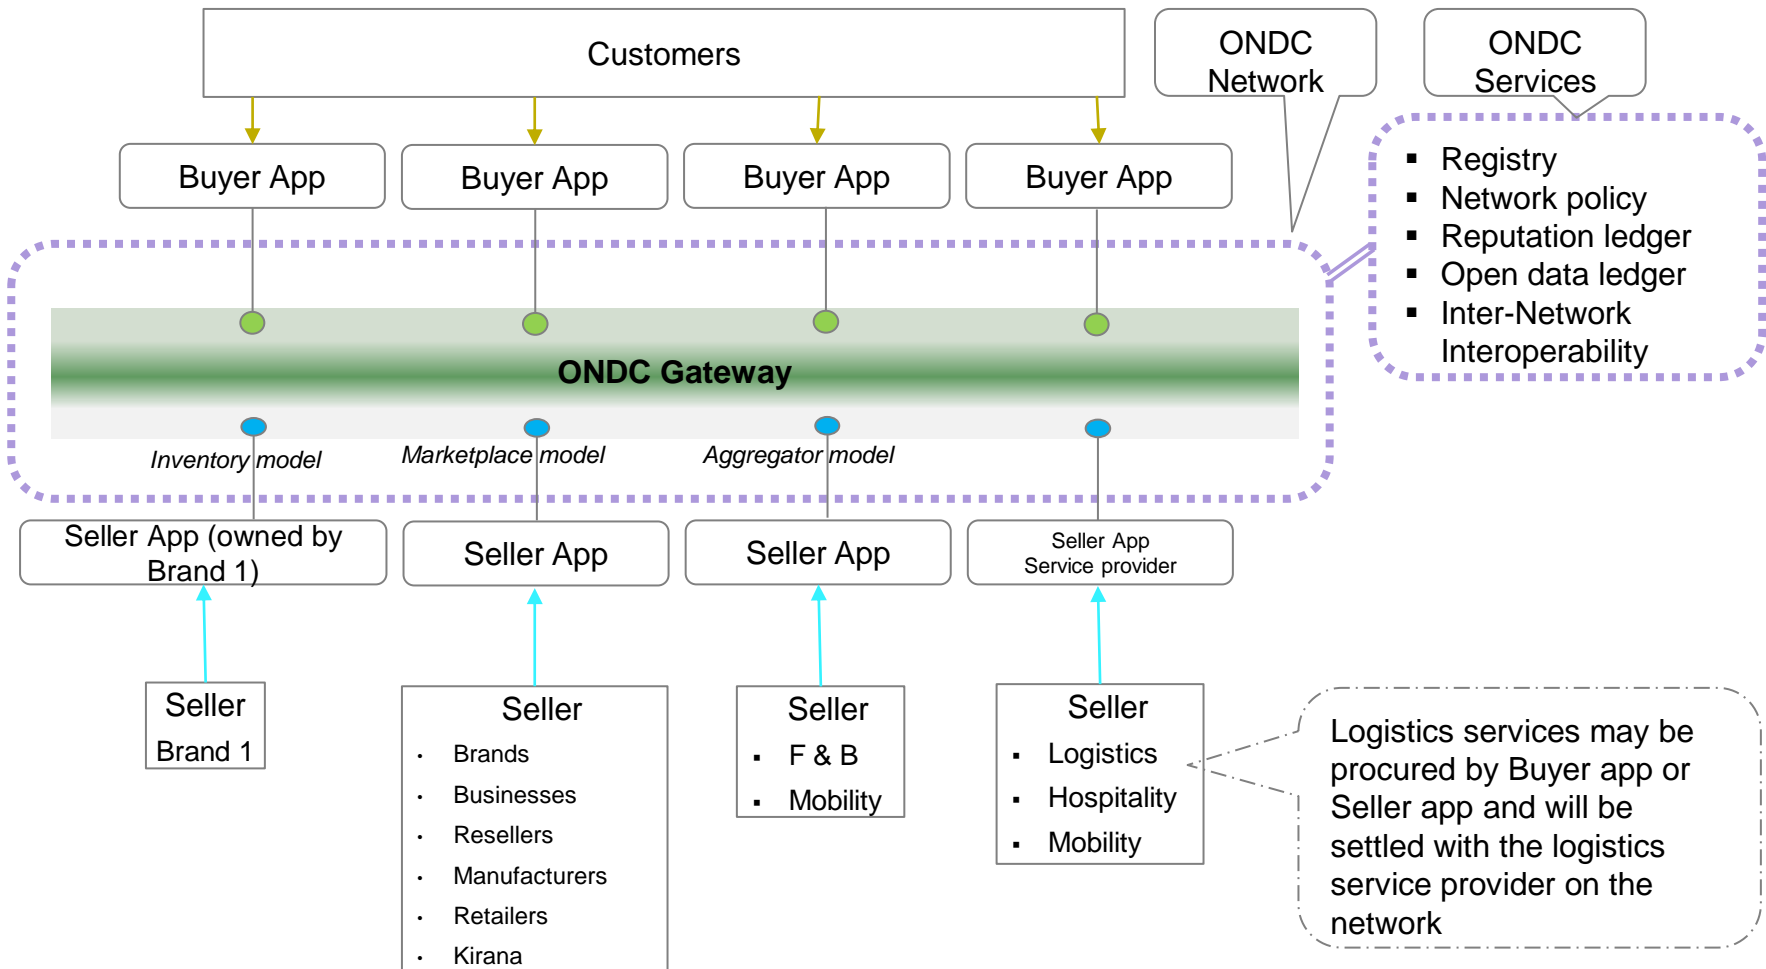 Customers
ONDC
Network
ONDC
Services
Buyer App
Buyer App
Buyer App
Buyer App
▪ Registry
▪ Network policy
▪ Reputation ledger
▪ Open data ledger
▪ Inter-Network
Interoperability
ONDC Gateway
Inventory model
Marketplace model
Aggregator model
Seller App (owned by
Brand 1)
Seller App
Seller App
Seller App
Service provider
Seller
Brand 1
Seller
• Brands
• Businesses
• Resellers
• Manufacturers
• Retailers
• Kirana
Seller
▪ F & B
▪ Mobility
Seller
▪ Logistics
▪ Hospitality
▪ Mobility
Logistics services may be
procured by Buyer app or
Seller app and will be
settled with the logistics
service provider on the
network